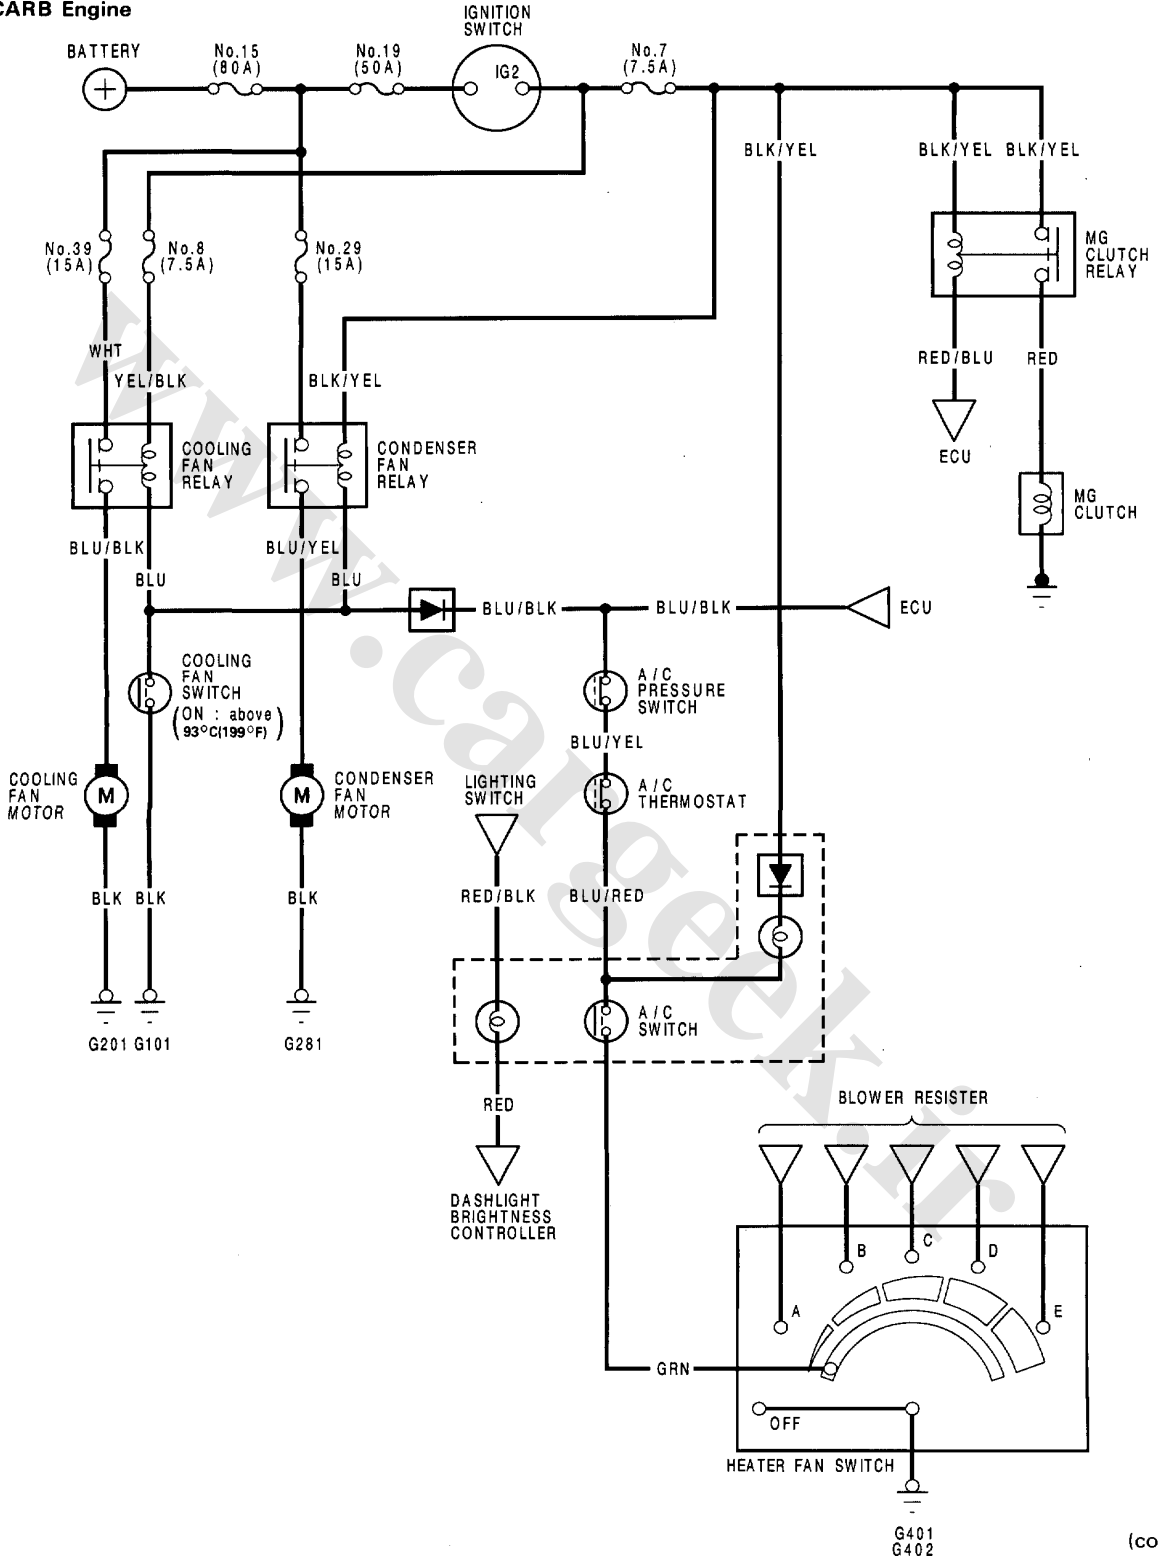 CARB Engine
BATTERY
No.15
(80A)
No.19
(50A)
IGNITION
SWITCH
IG2
No.7
(7.5A)
BLK/YEL
BLK/YEL
BLK/YEL
No.39
(15A)
No.8
(7.5A)
No.29
(15A)
MG
CLUTCH
RELAY
WHT
YEL/BLK
BLK/YEL
RED/BLU
RED
ECU
COOLING
FAN
RELAY
CONDENSER
FAN
RELAY
MG
CLUTCH
BLU/BLK
BLU
BLU/YEL
BLU
BLU/BLK
BLU/BLK
ECU
COOLING
FAN
SWITCH
(ON : above
93°C(199°F))
A/C
PRESSURE
SWITCH
BLU/YEL
COOLING
FAN
MOTOR
M
M
CONDENSER
FAN
MOTOR
LIGHTING
SWITCH
A/C
THERMOSTAT
BLK
BLK
BLK
RED/BLK
BLU/RED
G201
G101
G281
A/C
SWITCH
RED
DASHLIGHT
BRIGHTNESS
CONTROLLER
BLOWER RESISTER
A
B
C
D
E
GRN
OFF
HEATER FAN SWITCH
G401
G402
(co
www.cargeek.ir